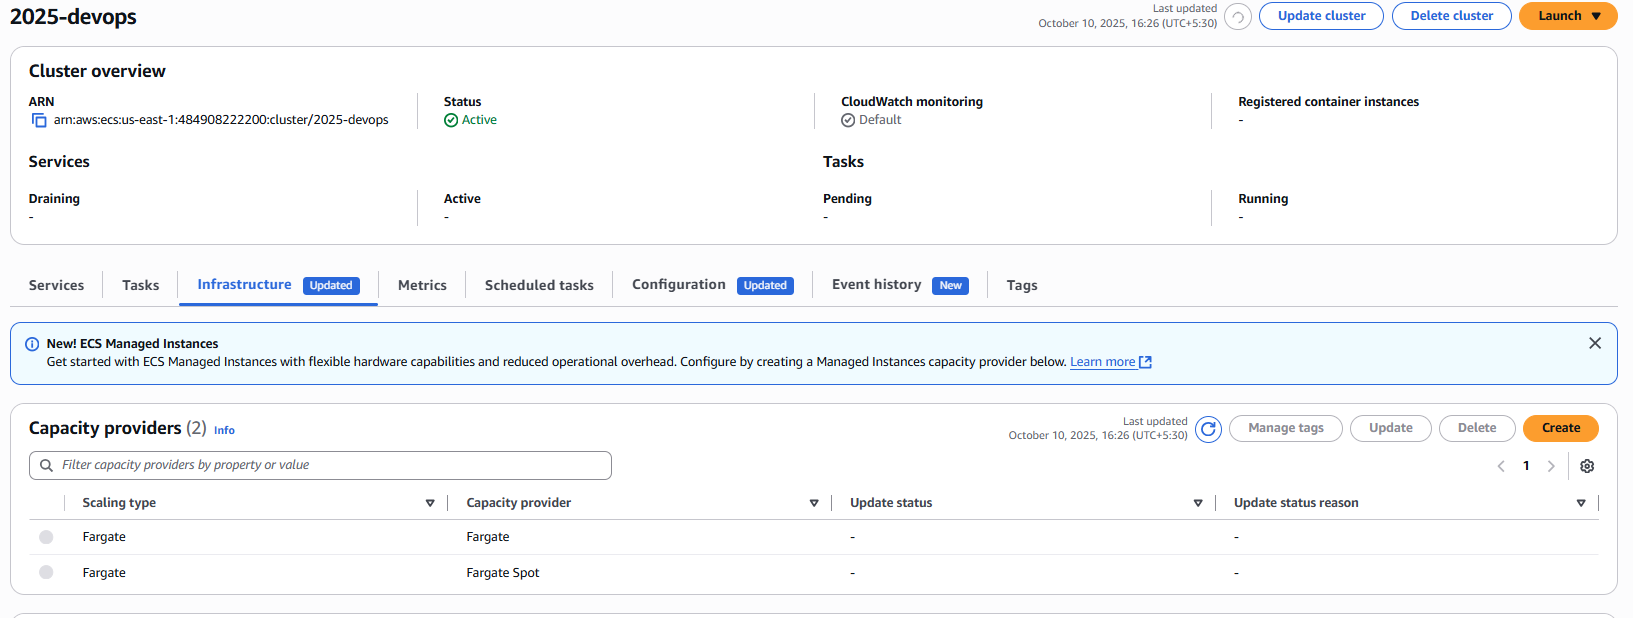 2025-devops
Last updated
October 10, 2025, 16:26 (UTC+5:30)
Update cluster
Delete cluster
Launch
Cluster overview
ARN
arn:aws:ecs:us-east-1:484908222200:cluster/2025-devops
Status
Active
CloudWatch monitoring
Default
Registered container instances
-
Services
Tasks
Draining
-
Active
-
Pending
-
Running
-
Services
Tasks
Infrastructure Updated
Metrics
Scheduled tasks
Configuration Updated
Event history New
Tags
New! ECS Managed Instances
Get started with ECS Managed Instances with flexible hardware capabilities and reduced operational overhead. Configure by creating a Managed Instances capacity provider below. Learn more
Capacity providers (2) Info
Last updated
October 10, 2025, 16:26 (UTC+5:30)
Manage tags
Update
Delete
Create
Filter capacity providers by property or value
1
Scaling type Capacity provider Update status Update status reason
Fargate Fargate - -
Fargate Fargate Spot - -